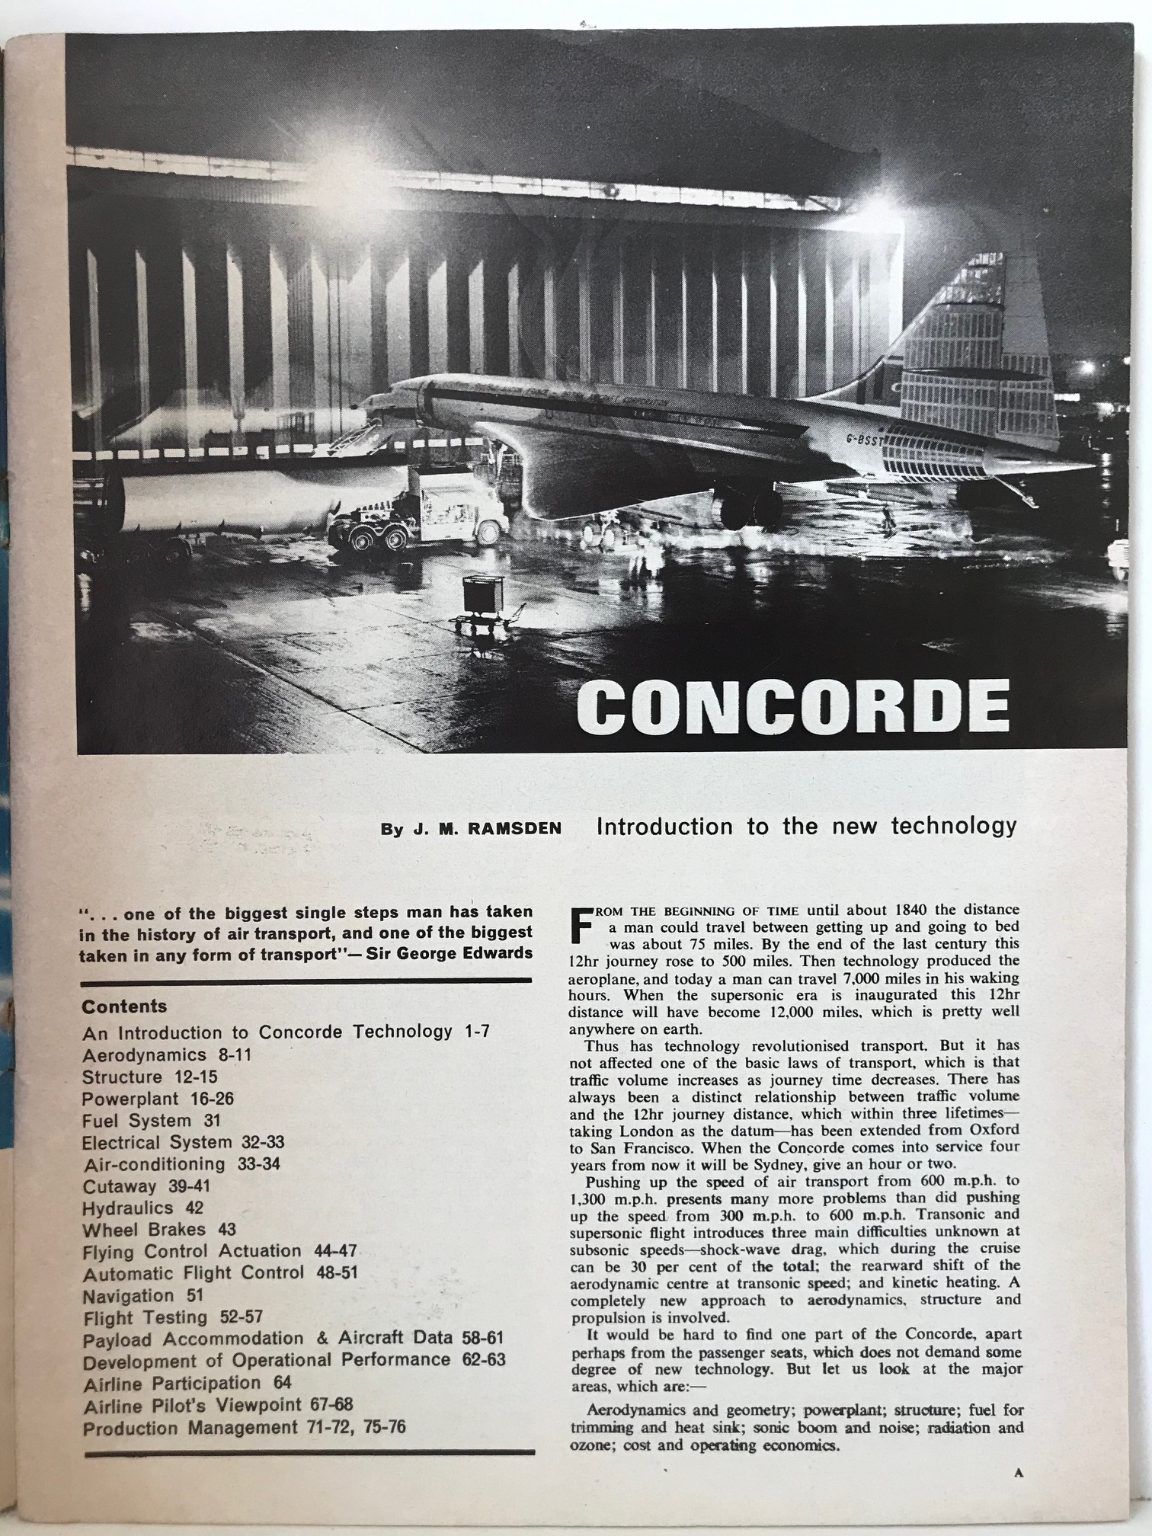 G-BSST
CONCORDE
By J. M. RAMSDEN Introduction to the new technology
". . . one of the biggest single steps man has taken
in the history of air transport, and one of the biggest
taken in any form of transport"—Sir George Edwards
Contents
An Introduction to Concorde Technology 1-7
Aerodynamics 8-11
Structure 12-15
Powerplant 16-26
Fuel System 31
Electrical System 32-33
Air-conditioning 33-34
Cutaway 39-41
Hydraulics 42
Wheel Brakes 43
Flying Control Actuation 44-47
Automatic Flight Control 48-51
Navigation 51
Flight Testing 52-57
Payload Accommodation & Aircraft Data 58-61
Development of Operational Performance 62-63
Airline Participation 64
Airline Pilot's Viewpoint 67-68
Production Management 71-72, 75-76
FROM THE BEGINNING OF TIME until about 1840 the distance
a man could travel between getting up and going to bed
was about 75 miles. By the end of the last century this
12hr journey rose to 500 miles. Then technology produced the
aeroplane, and today a man can travel 7,000 miles in his waking
hours. When the supersonic era is inaugurated this 12hr
distance will have become 12,000 miles, which is pretty well
anywhere on earth.
Thus has technology revolutionised transport. But it has
not affected one of the basic laws of transport, which is that
traffic volume increases as journey time decreases. There has
always been a distinct relationship between traffic volume
and the 12hr journey distance, which within three lifetimes—
taking London as the datum—has been extended from Oxford
to San Francisco. When the Concorde comes into service four
years from now it will be Sydney, give an hour or two.
Pushing up the speed of air transport from 600 m.p.h. to
1,300 m.p.h. presents many more problems than did pushing
up the speed from 300 m.p.h. to 600 m.p.h. Transonic and
supersonic flight introduces three main difficulties unknown at
subsonic speeds—shock-wave drag, which during the cruise
can be 30 per cent of the total; the rearward shift of the
aerodynamic centre at transonic speed; and kinetic heating. A
completely new approach to aerodynamics, structure and
propulsion is involved.
It would be hard to find one part of the Concorde, apart
perhaps from the passenger seats, which does not demand some
degree of new technology. But let us look at the major
areas, which are:—
Aerodynamics and geometry; powerplant; structure; fuel for
trimming and heat sink; sonic boom and noise; radiation and
ozone; cost and operating economics.
A